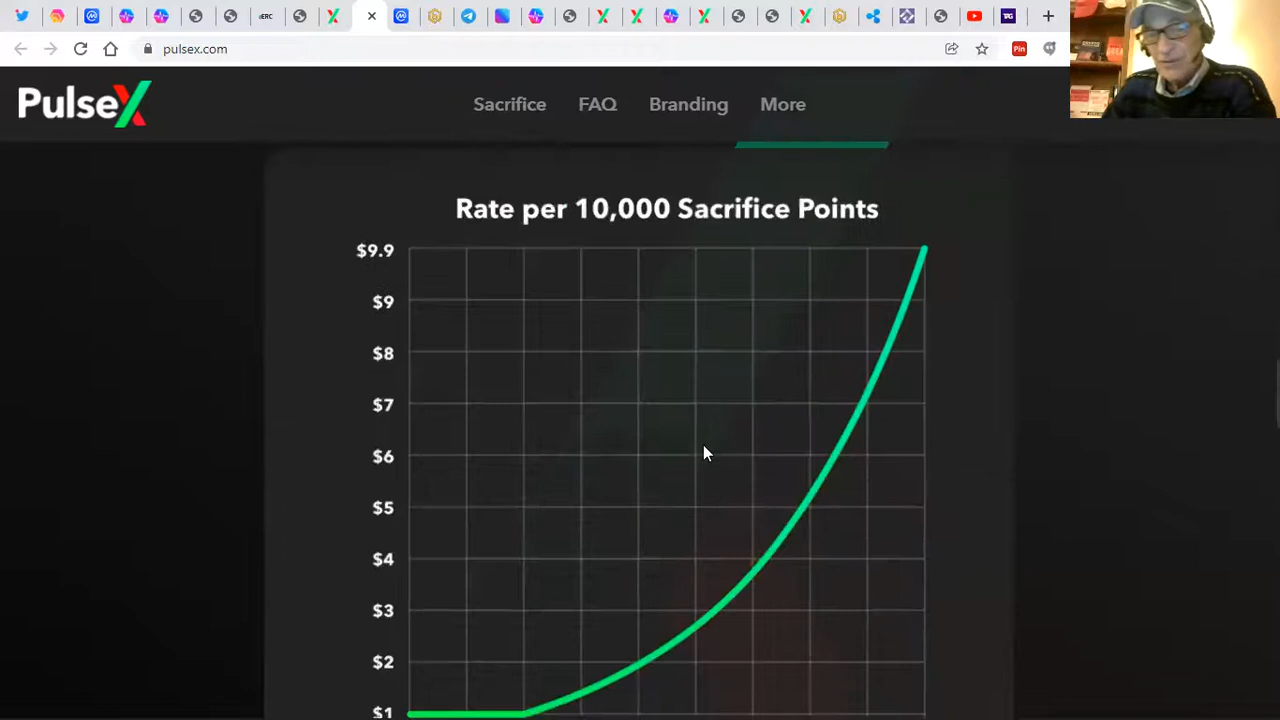 pulsex.com
Pin
PulseX
Sacrifice FAQ Branding More
Rate per 10,000 Sacrifice Points
$9.9
$9
$8
$7
$6
$5
$4
$3
$2
$1